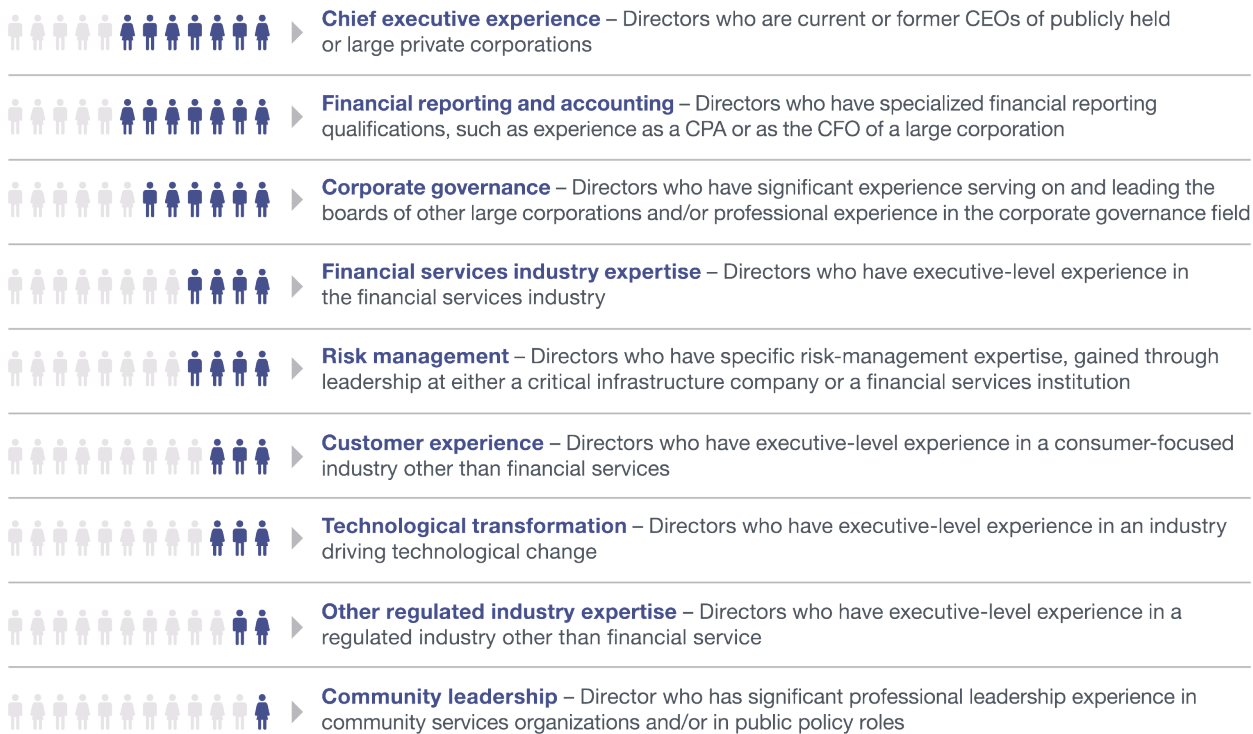 Chief executive experience – Directors who are current or former CEOs of publicly held
or large private corporations
Financial reporting and accounting – Directors who have specialized financial reporting
qualifications, such as experience as a CPA or as the CFO of a large corporation
Corporate governance – Directors who have significant experience serving on and leading the
boards of other large corporations and/or professional experience in the corporate governance field
Financial services industry expertise – Directors who have executive-level experience in
the financial services industry
Risk management – Directors who have specific risk-management expertise, gained through
leadership at either a critical infrastructure company or a financial services institution
Customer experience – Directors who have executive-level experience in a consumer-focused
industry other than financial services
Technological transformation – Directors who have executive-level experience in an industry
driving technological change
Other regulated industry expertise – Directors who have executive-level experience in a
regulated industry other than financial service
Community leadership – Director who has significant professional leadership experience in
community services organizations and/or in public policy roles